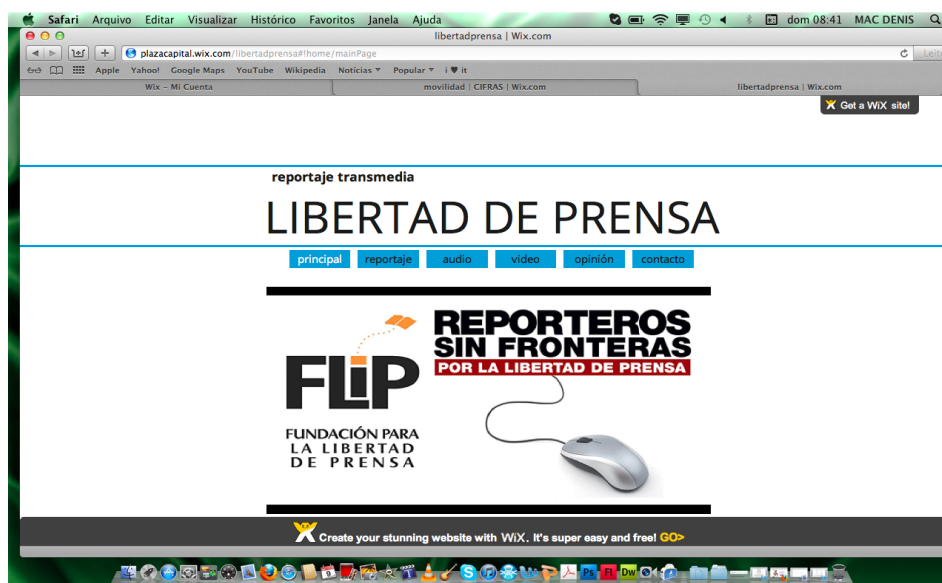 Safari Arquivo Editar Visualizar Histórico Favoritos Janela Ajuda dom 08:41 MAC DENIS
libertadprensa | Wix.com
plazacapital.wix.com/libertadprensa#!home/mainPage
Apple Yahoo! Google Maps YouTube Wikipedia Notícias Popular i ♥ it
Wix – Mi Cuenta movilidad | CIFRAS | Wix.com libertadprensa | Wix.com
Get a WiX site!
reportaje transmedia
LIBERTAD DE PRENSA
principal reportaje audio video opinión contacto
REPORTEROS
SIN FRONTERAS
POR LA LIBERTAD DE PRENSA
FLiP
FUNDACIÓN PARA
LA LIBERTAD
DE PRENSA
Create your stunning website with WiX. It's super easy and free! GO>
Ps Fl Dw